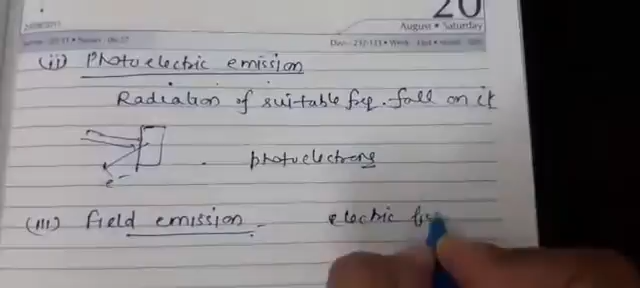 20
August • Saturday
(ii) Photoelectric emission
Radiation of suitable freq. fall on it
photoelectrons
e⁻
(iii) Field emission - electric